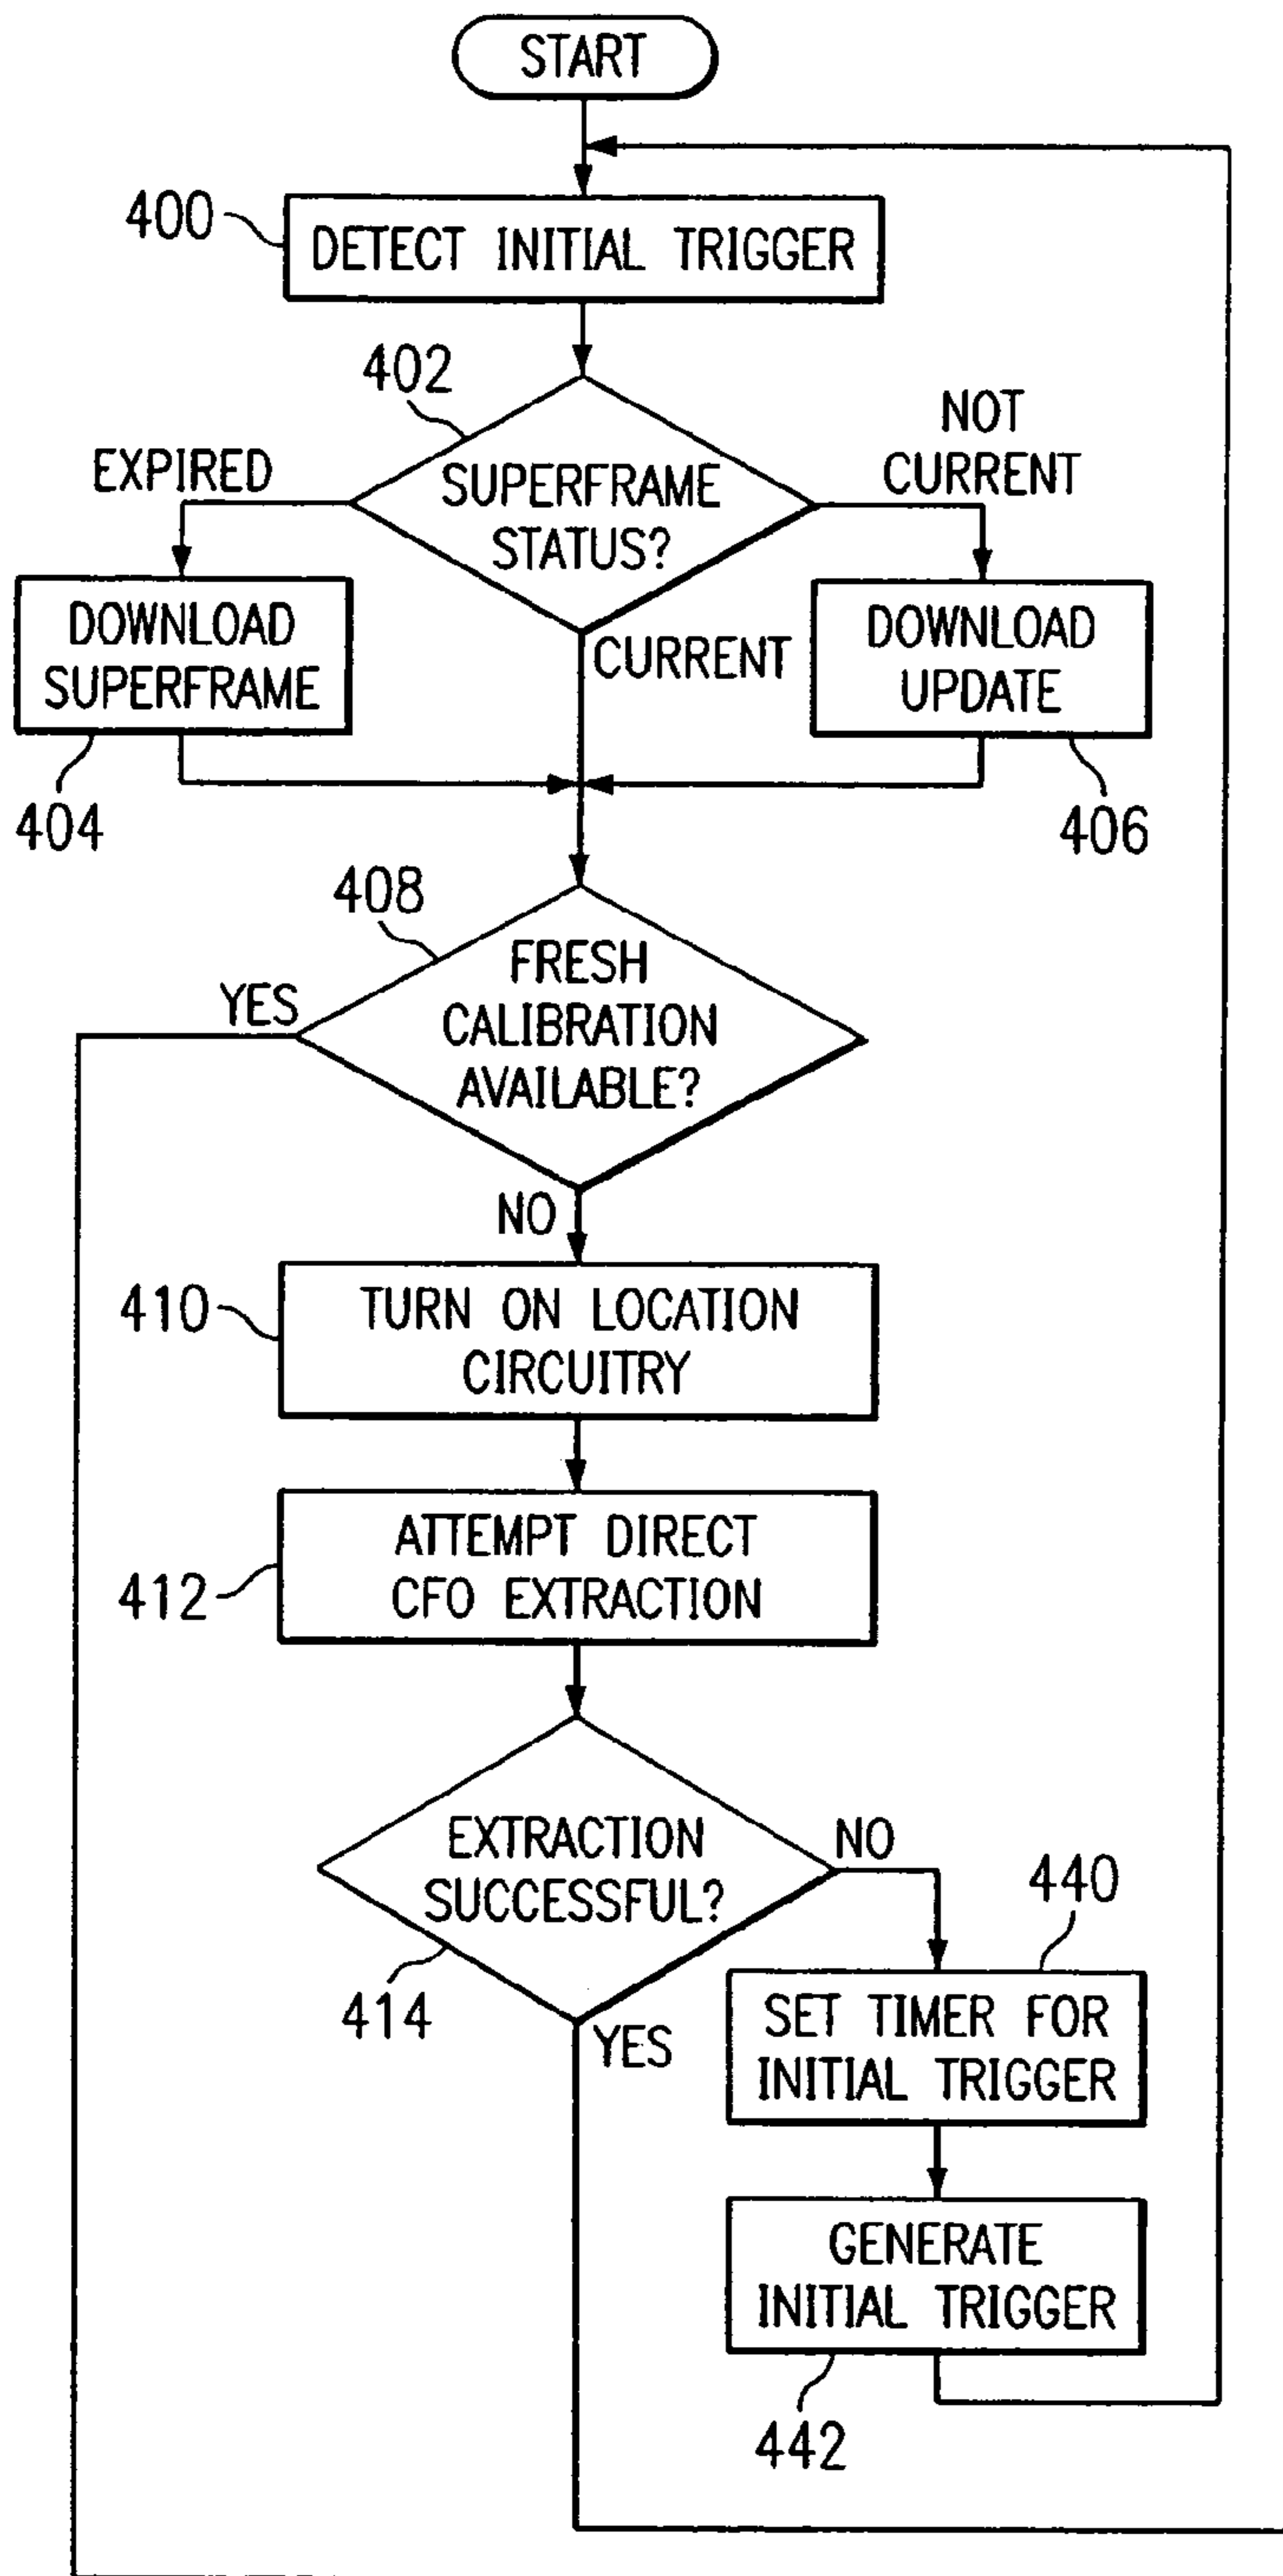 START
400
DETECT INITIAL TRIGGER
402
EXPIRED
SUPERFRAME
STATUS?
NOT
CURRENT
DOWNLOAD
SUPERFRAME
CURRENT
DOWNLOAD
UPDATE
404
406
408
YES
FRESH
CALIBRATION
AVAILABLE?
NO
410
TURN ON LOCATION
CIRCUITRY
412
ATTEMPT DIRECT
CFO EXTRACTION
EXTRACTION
SUCCESSFUL?
NO
414
YES
440
SET TIMER FOR
INITIAL TRIGGER
GENERATE
INITIAL TRIGGER
442